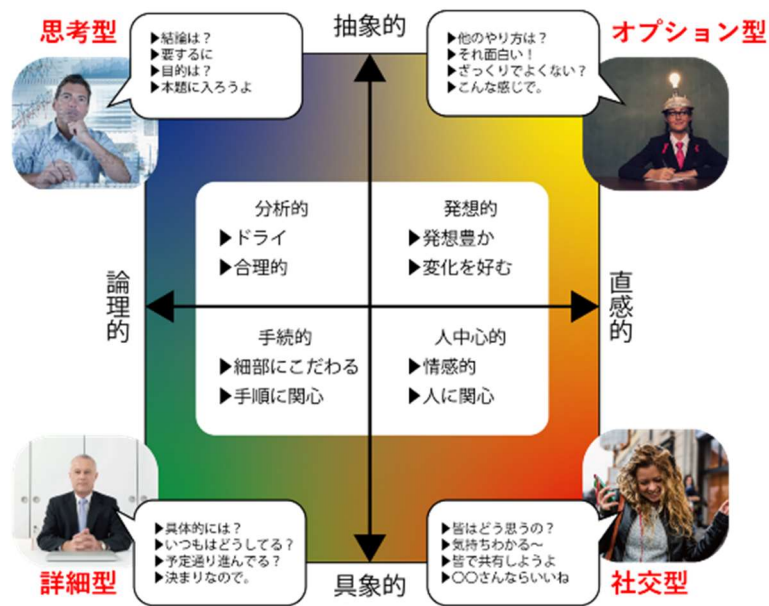 思考型
▶結論は？
▶要するに
▶目的は？
▶本題に入ろうよ
抽象的
▶他のやり方は？
▶それ面白い！
▶ざっくりでよくない？
▶こんな感じで。
オプション型
分析的
▶ドライ
▶合理的
発想的
▶発想豊か
▶変化を好む
論理的
直感的
手続的
▶細部にこだわる
▶手順に関心
人中心的
▶情感的
▶人に関心
▶具体的には？
▶いつもはどうしてる？
▶予定通り進んでる？
▶決まりなので。
詳細型
具象的
▶皆はどう思うの？
▶気持ちわかる～
▶皆で共有しようよ
▶〇〇さんならいいね
社交型